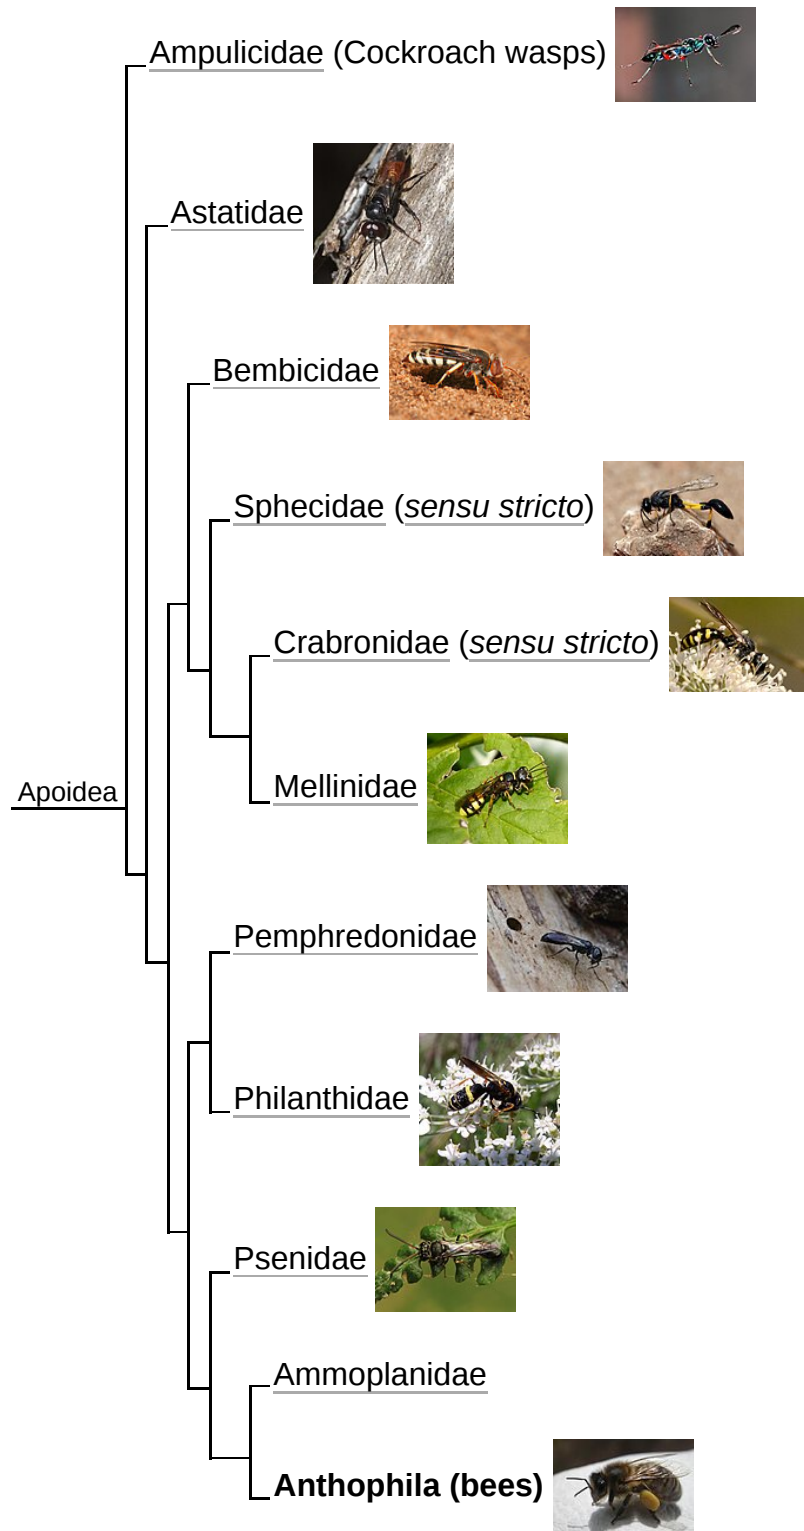 Ampulicidae (Cockroach wasps)
Astatidae
Bembicidae
Sphecidae (sensu stricto)
Crabronidae (sensu stricto)
Mellinidae
Apoidea
Pemphredonidae
Philanthidae
Psenidae
Ammoplanidae
Anthophila (bees)